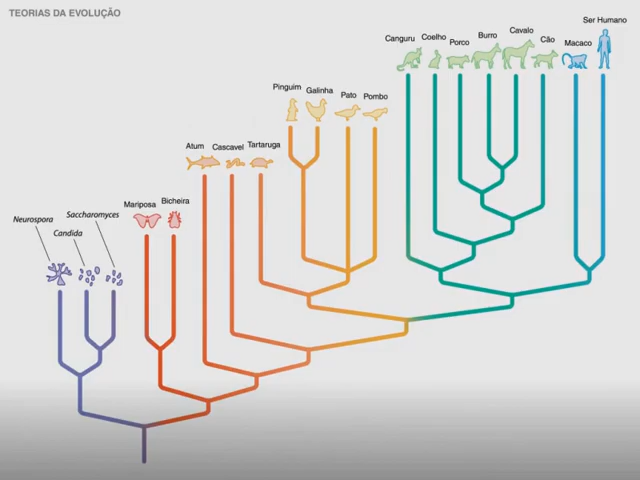 TEORIAS DA EVOLUÇÃO
Ser Humano
Canguru
Coelho
Porco
Burro
Cavalo
Cão
Macaco
Pinguim
Galinha
Pato
Pombo
Atum
Cascavel
Tartaruga
Mariposa
Bicheira
Neurospora
Candida
Saccharomyces